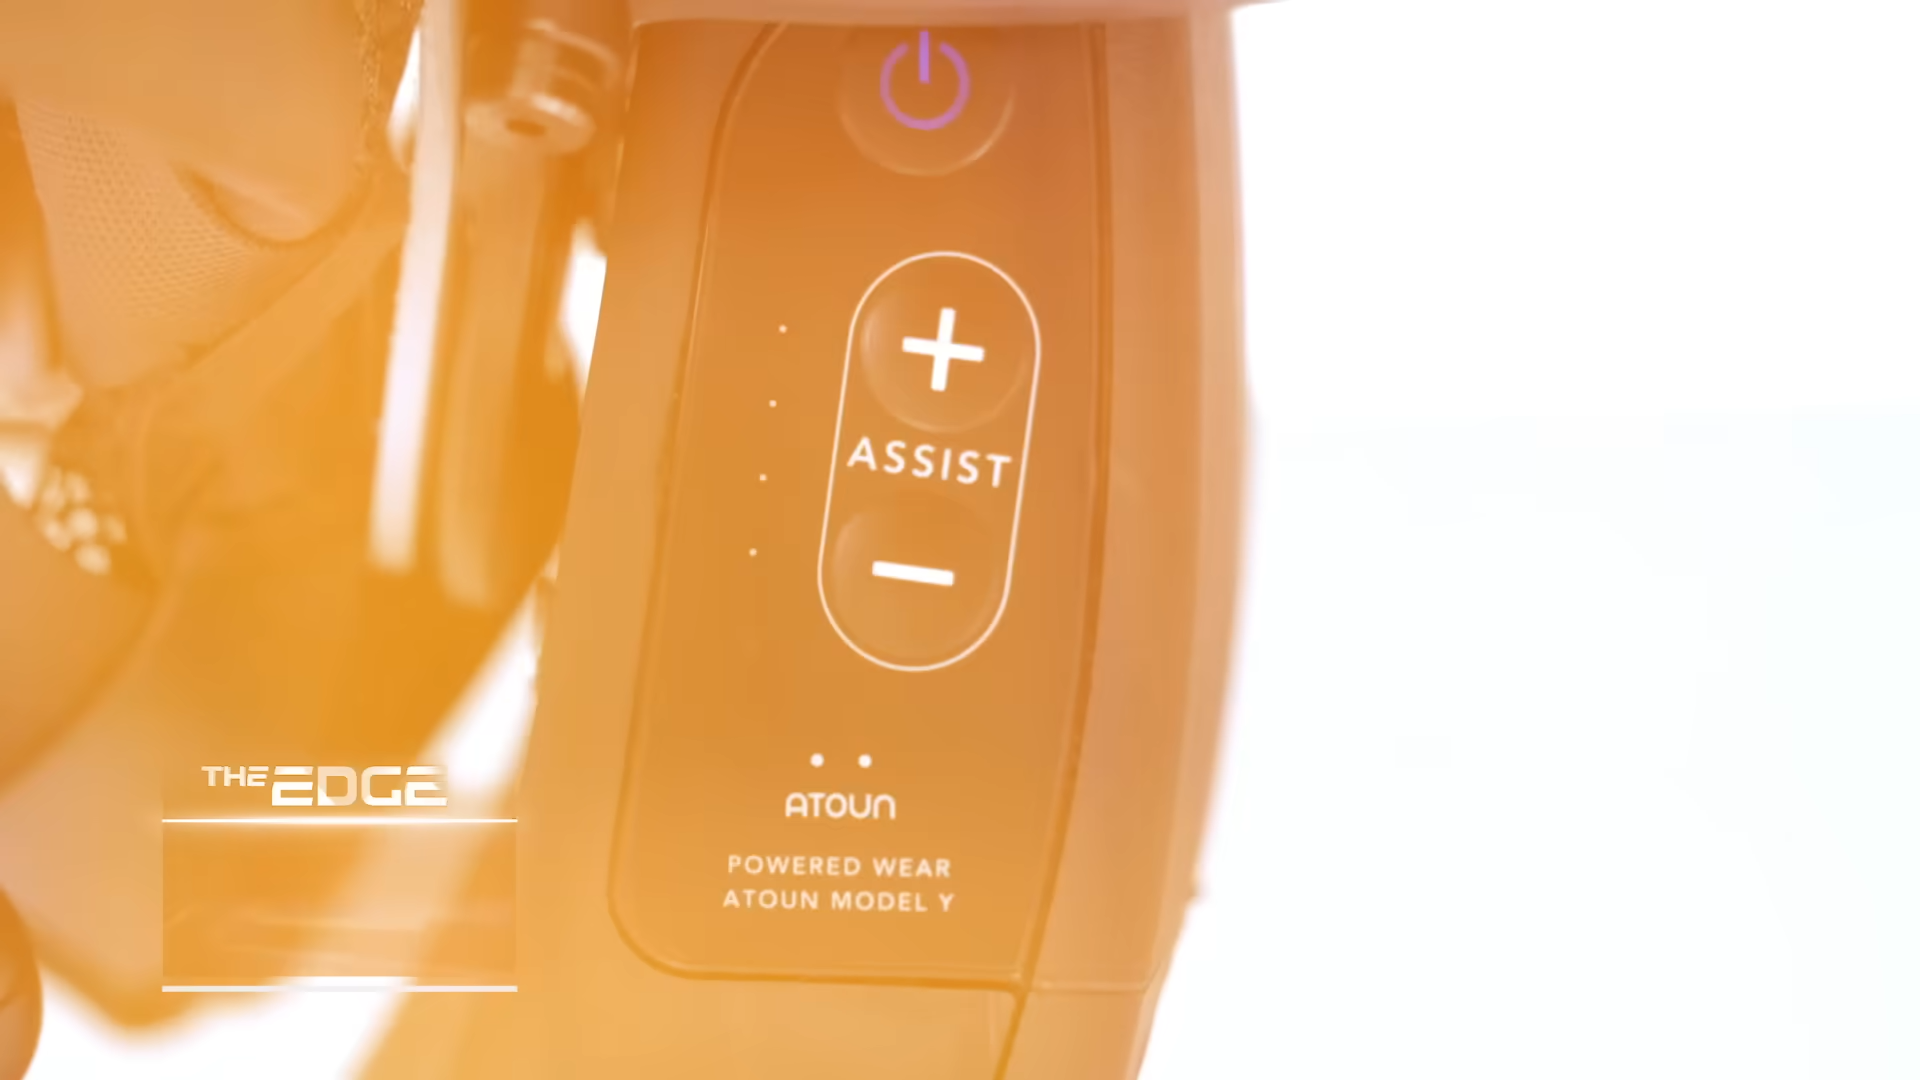 ASSIST
ATOUN
POWERED WEAR
ATOUN MODEL Y
THE EDGE